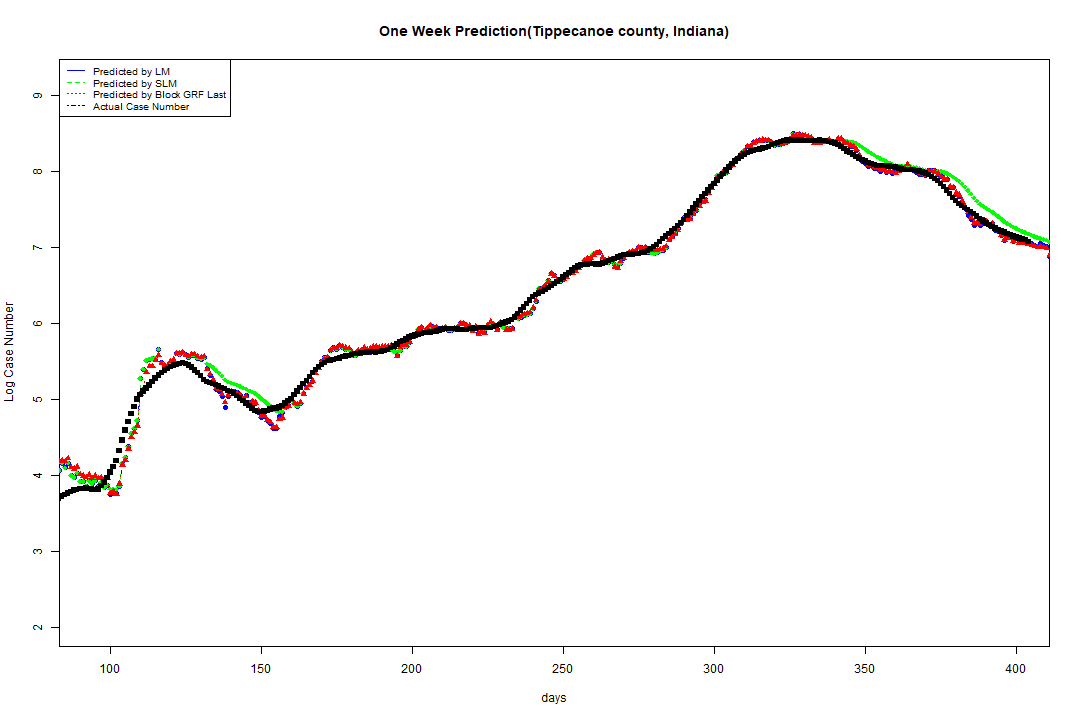 One Week Prediction(Tippecanoe county, Indiana)
Predicted by LM
Predicted by SLM
Predicted by Block GRF Last
Actual Case Number
9
8
7
6
5
4
3
2
Log Case Number
100 150 200 250 300 350 400
days